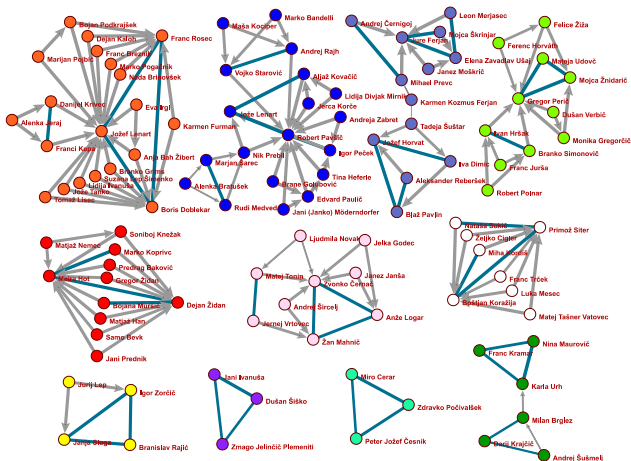 Bojan Podkrajšek
Dejan Kaloh
Franc Rosec
Franc Breznik
Marijan Pojbič
Marko Pogačnik
Nada Brinovšek
Danijel Krivec
Eva Irgl
Alenka Jeraj
Karmen Furman
Jožef Lenart
Franci Kepa
Anja Bah Žibert
Branko Grims
Suzana Lep Šimenko
Lidija Ivanuša
Jože Tanko
Tomaž Lisec
Boris Doblekar
Marko Bandelli
Maša Kociper
Andrej Rajh
Vojko Starović
Aljaž Kovačič
Lidija Divjak Mirnik
Jerca Korče
Jože Lenart
Andreja Zabret
Robert Pavšič
Igor Peček
Nik Prebil
Marjan Šarec
Tina Heferle
Brane Golubović
Alenka Bratušek
Edvard Paulič
Rudi Medved
Jani (Janko) Möderndorfer
Leon Merjasec
Andrej Černigoj
Mojca Škrinjar
Jure Ferjan
Elena Zavadlav Ušaj
Janez Moškrič
Mihael Prevc
Karmen Kozmus Ferjan
Tadeja Šuštar
Jožef Horvat
Iva Dimic
Aleksander Reberšek
Blaž Pavlin
Felice Žiža
Ferenc Horváth
Mateja Udovč
Mojca Žnidarič
Gregor Perič
Dušan Verbič
Ivan Hršak
Monika Gregorčič
Branko Simonovič
Franc Jurša
Robert Polnar
Soniboj Knežak
Matjaž Nemec
Marko Koprivc
Predrag Baković
Meira Hot
Gregor Židan
Bojana Muršič
Dejan Židan
Matjaž Han
Samo Bevk
Jani Prednik
Ljudmila Novak
Jelka Godec
Matej Tonin
Janez Janša
Zvonko Černač
Andrej Šircelj
Anže Logar
Jernej Vrtovec
Žan Mahnič
Nataša Sukič
Primož Siter
Željko Cigler
Miha Kordiš
Franc Trček
Luka Mesec
Boštjan Koražija
Matej Tašner Vatovec
Jurij Lep
Igor Zorčič
Janja Sluga
Branislav Rajić
Jani Ivanuša
Dušan Šiško
Zmago Jelinčič Plemeniti
Miro Cerar
Zdravko Počivalšek
Peter Jožef Česnik
Nina Maurovič
Franc Kramar
Karla Urh
Milan Brglez
Darij Krajčič
Andrej Šušmelj